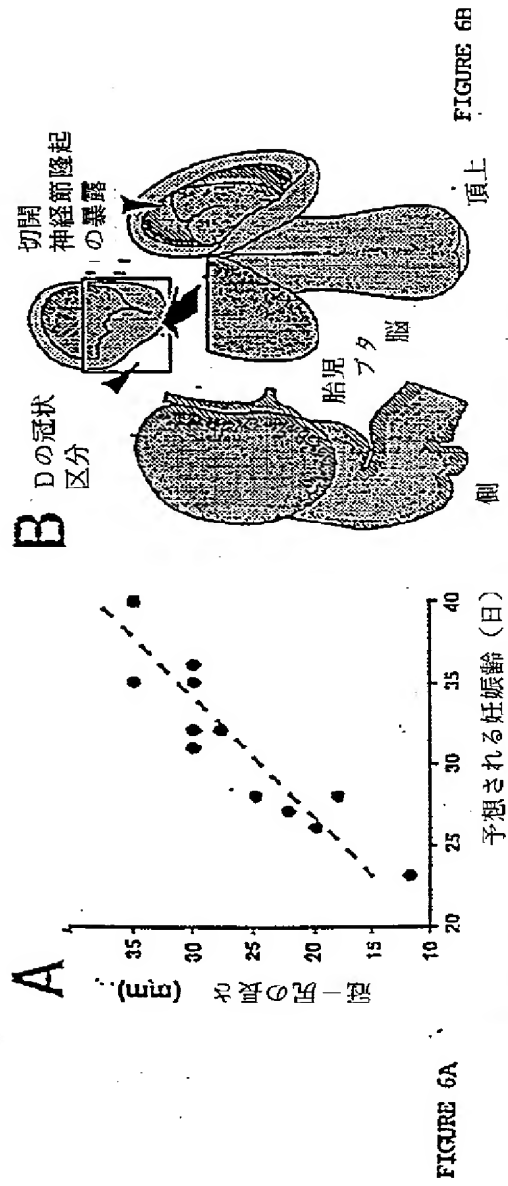 A
(mm)
冠−尻の長さ
35
30
25
20
15
10
20
25
30
35
40
予想される妊娠齢（日）
FIGURE 6A
B
Dの冠状
区分
切開
神経節隆起
の暴露
胎児
ブタ
脳
側
頂上
FIGURE 6B